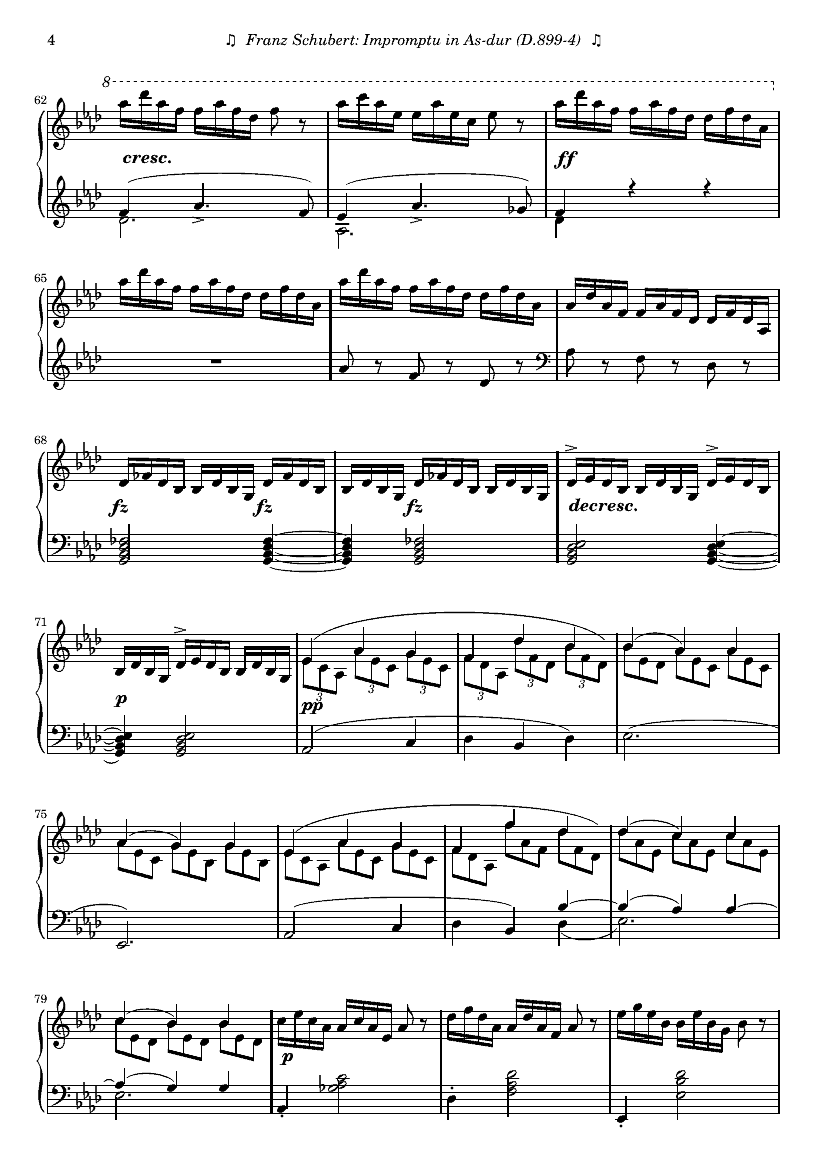 4 ♫ Franz Schubert: Impromptu in As-dur (D.899-4) ♫
8
62
cresc.
ff
65
68
fz fz fz decresc.
71
3 3 3 3 3 3
p pp
75
79
p